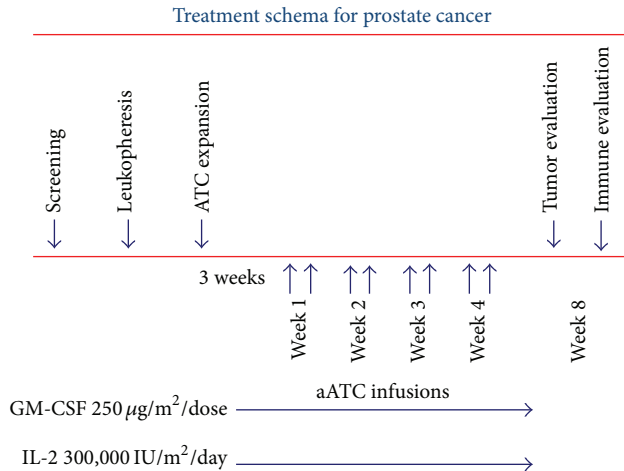 Treatment schema for prostate cancer
Screening
Leukopheresis
ATC expansion
Tumor evaluation
Immune evaluation
3 weeks
Week 1
Week 2
Week 3
Week 4
Week 8
aATC infusions
GM-CSF 250 µg/m²/dose
IL-2 300,000 IU/m²/day